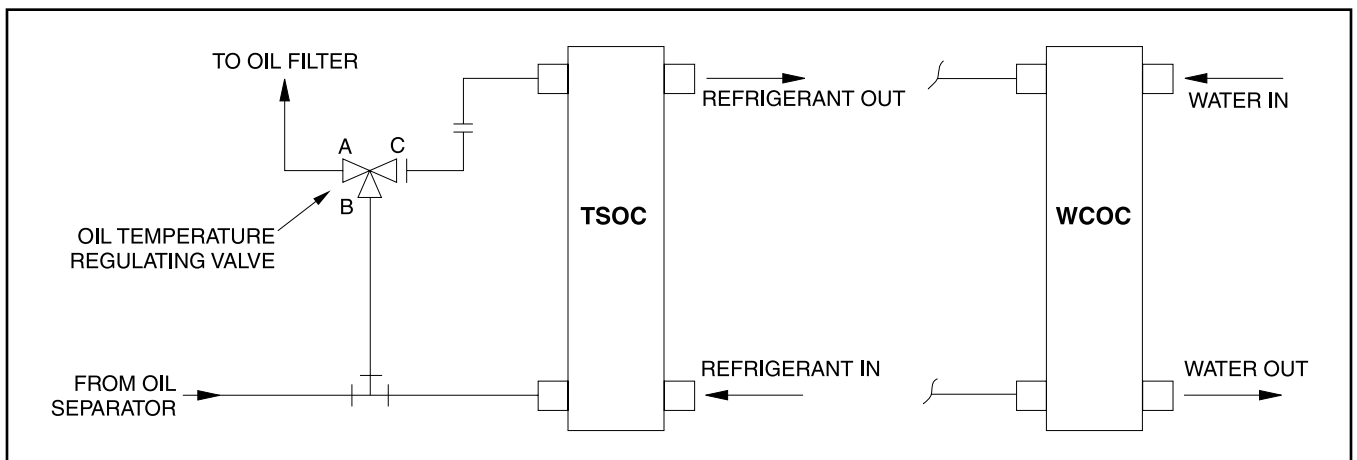 TO OIL FILTER
REFRIGERANT OUT
WATER IN
A
C
B
TSOC
WCOC
OIL TEMPERATURE
REGULATING VALVE
REFRIGERANT IN
WATER OUT
FROM OIL
SEPARATOR